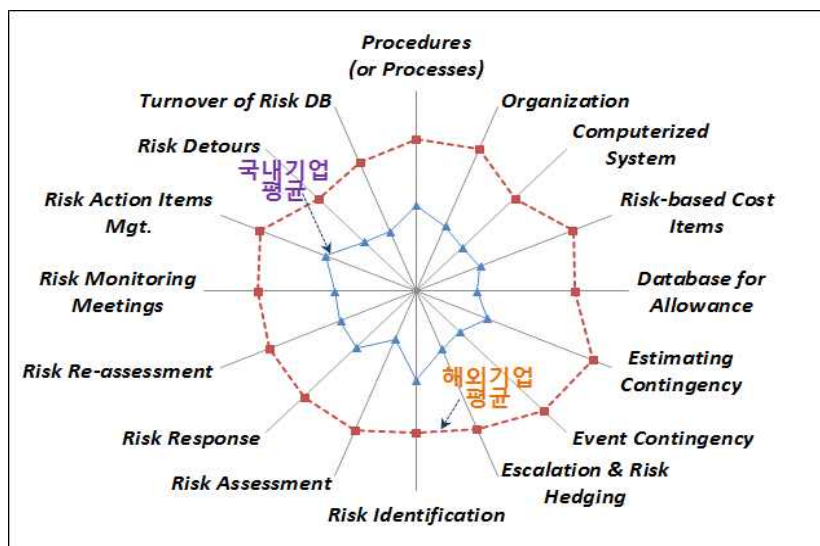 Procedures
(or Processes)
Turnover of Risk DB
Organization
Risk Detours
Computerized
System
국내기업
평균
Risk Action Items
Mgt.
Risk-based Cost
Items
Risk Monitoring
Meetings
Database for
Allowance
Risk Re-assessment
Estimating
Contingency
해외기업
평균
Risk Response
Event Contingency
Risk Assessment
Escalation & Risk
Hedging
Risk Identification